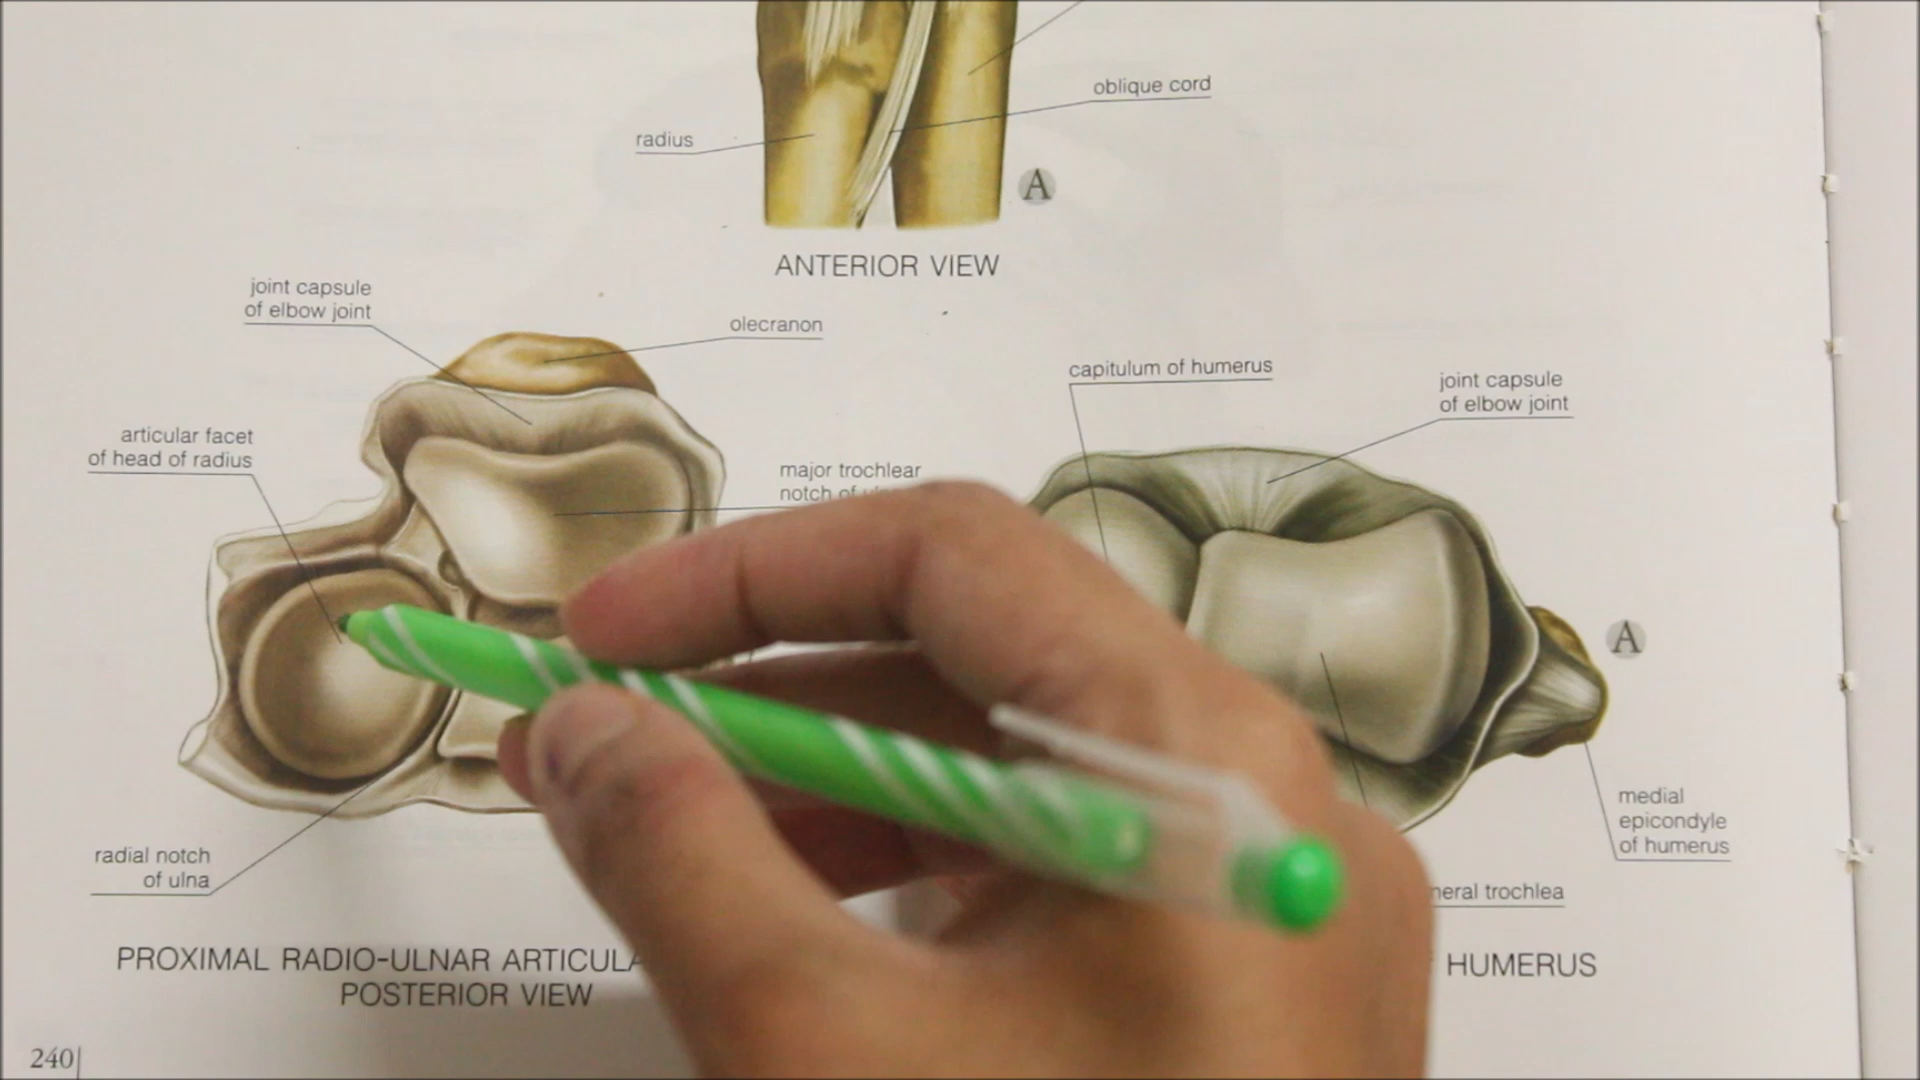 oblique cord
radius
A
ANTERIOR VIEW
joint capsule
of elbow joint
olecranon
capitulum of humerus
joint capsule
of elbow joint
articular facet
of head of radius
major trochlear
notch of
A
medial
epicondyle
of humerus
radial notch
of ulna
trochlea
PROXIMAL RADIO-ULNAR
POSTERIOR VIEW
HUMERUS
240